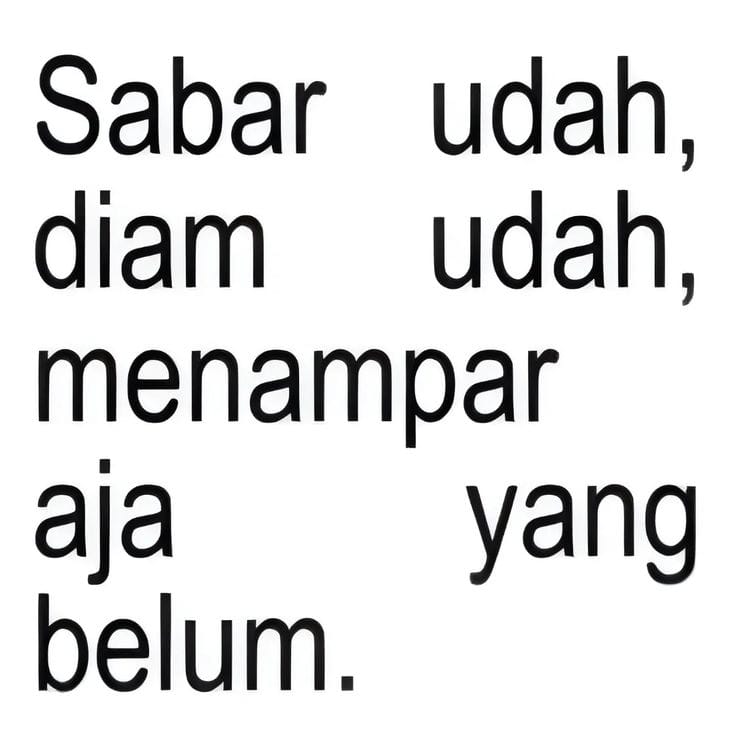 Sabar udah,
diam udah,
menampar
aja yang
belum.